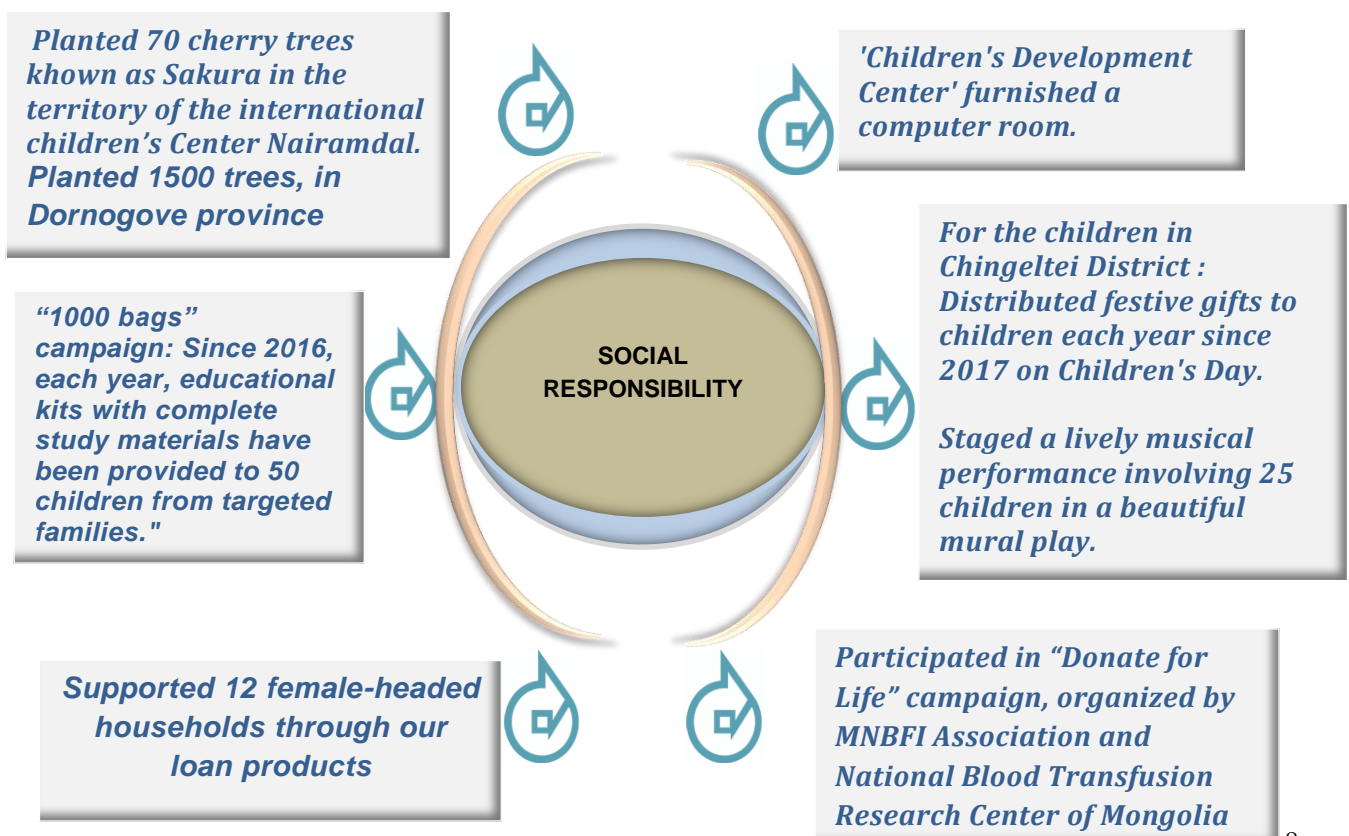 Planted 70 cherry trees
khown as Sakura in the
territory of the international
children's Center Nairamdal.
Planted 1500 trees, in
Dornogove province
'Children's Development
Center' furnished a
computer room.
“1000 bags”
campaign: Since 2016,
each year, educational
kits with complete
study materials have
been provided to 50
children from targeted
families."
SOCIAL
RESPONSIBILITY
For the children in
Chingeltei District :
Distributed festive gifts to
children each year since
2017 on Children's Day.
Staged a lively musical
performance involving 25
children in a beautiful
mural play.
Supported 12 female-headed
households through our
loan products
Participated in “Donate for
Life” campaign, organized by
MNBFI Association and
National Blood Transfusion
Research Center of Mongolia